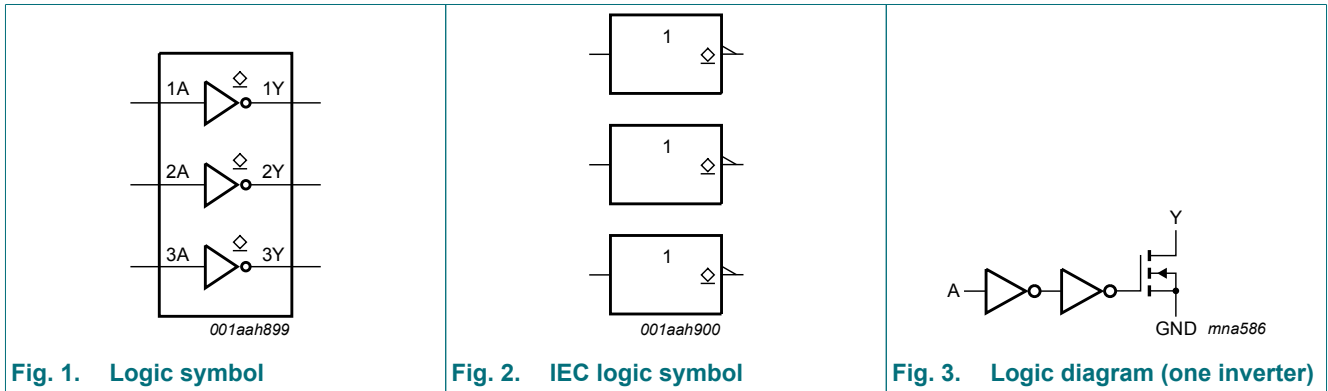 1A 1Y
2A 2Y
3A 3Y
001aah899
Fig. 1. Logic symbol
1
1
1
001aah900
Fig. 2. IEC logic symbol
Y
A
GND mna586
Fig. 3. Logic diagram (one inverter)